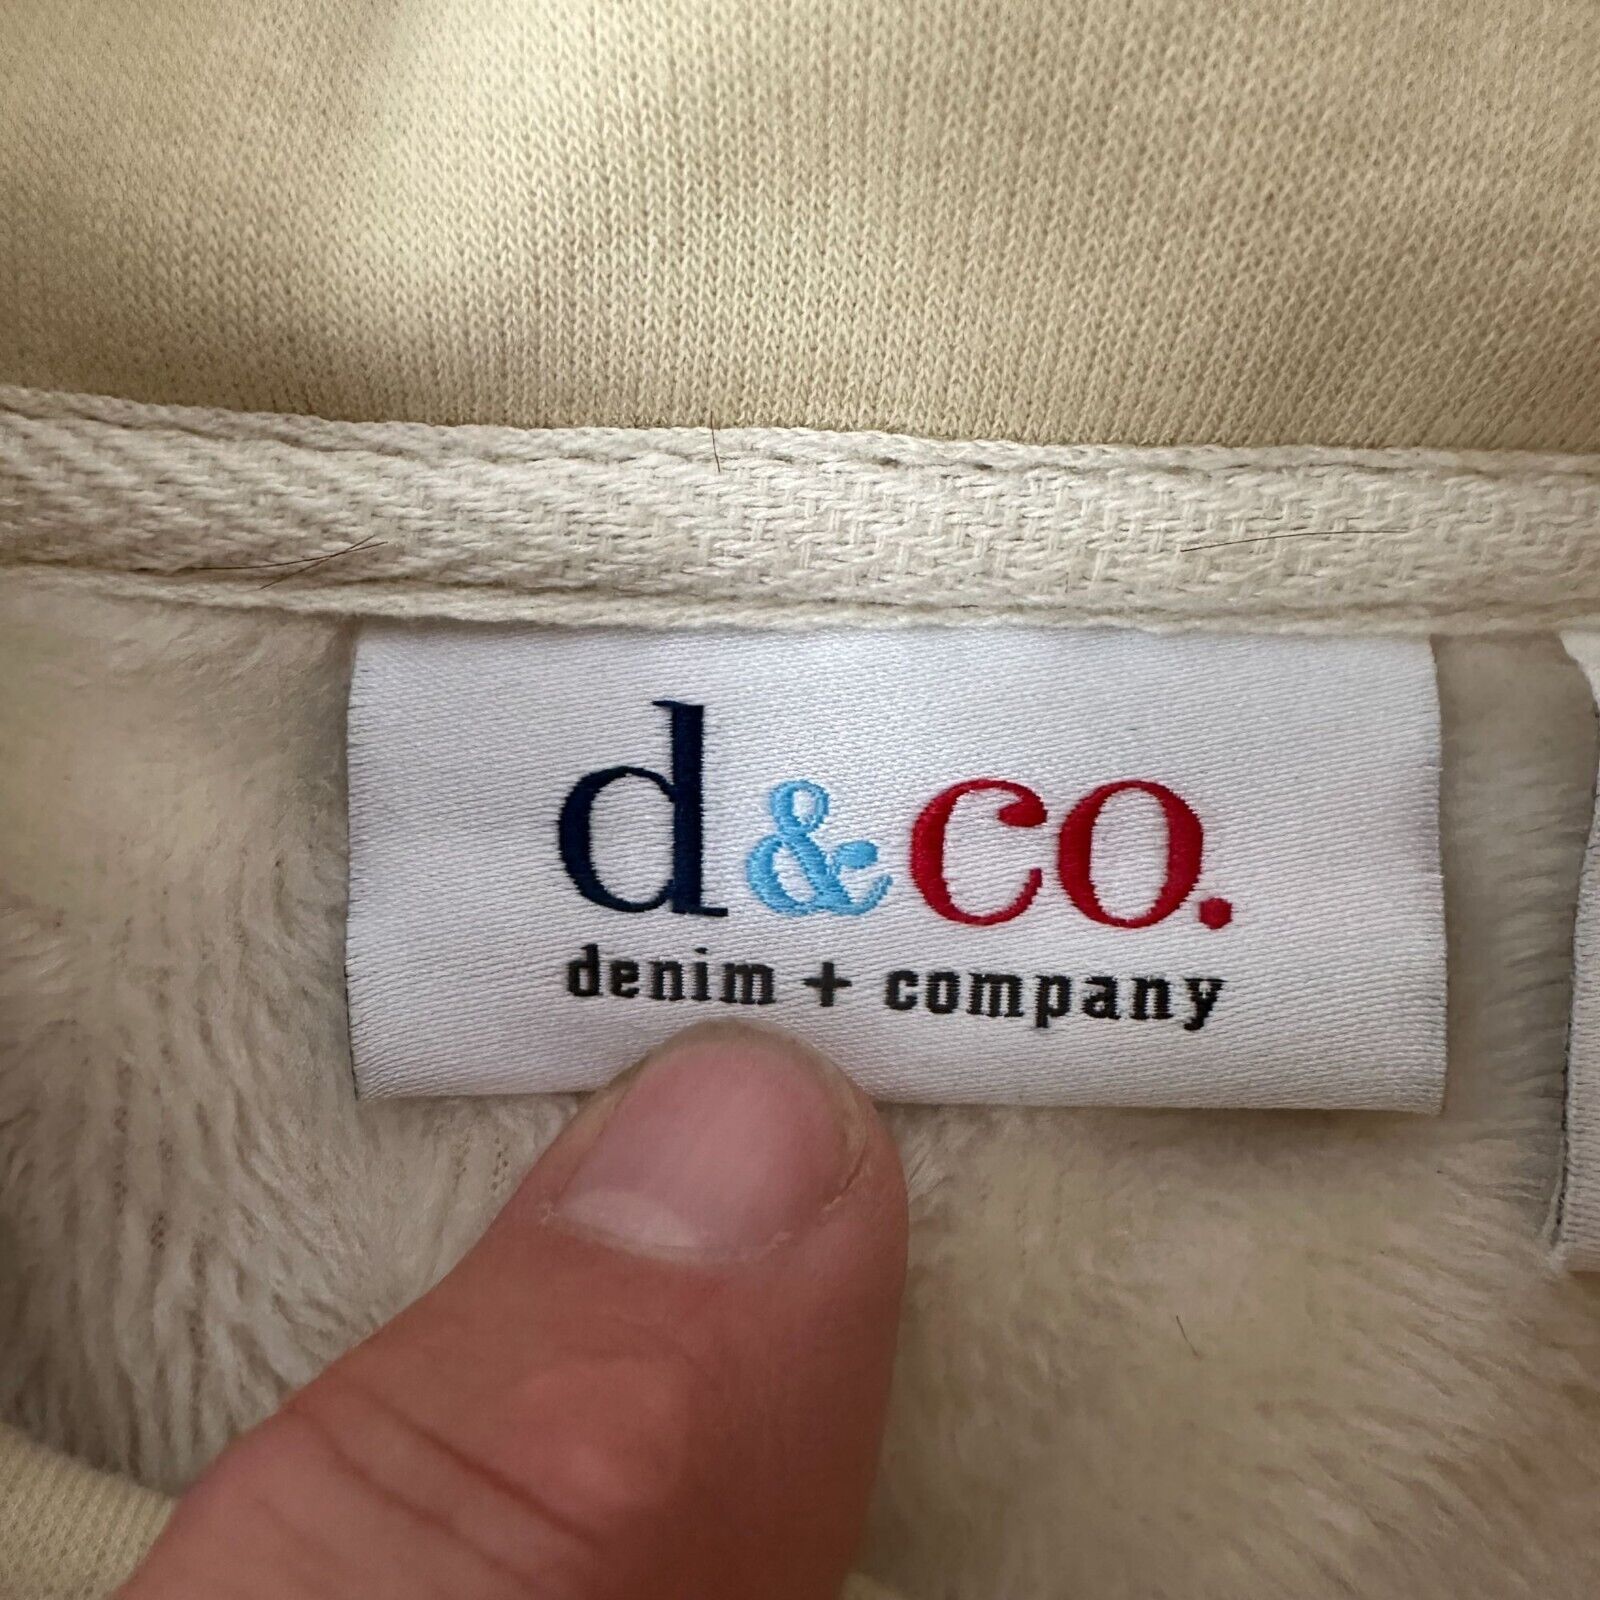 d&co.
denim + company